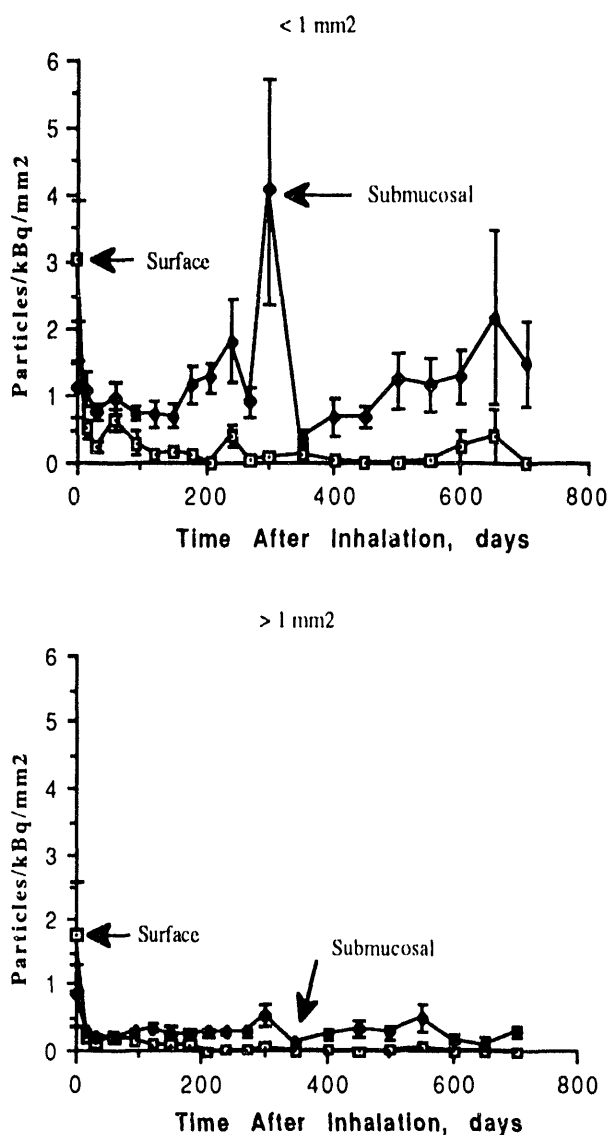 < 1 mm2
6
5
4
3
2
1
0
Particles/kBq/mm2
Submucosal
Surface
0 200 400 600 800
Time After Inhalation, days
> 1 mm2
6
5
4
3
2
1
0
Particles/kBq/mm2
Surface
Submucosal
0 200 400 600 800
Time After Inhalation, days